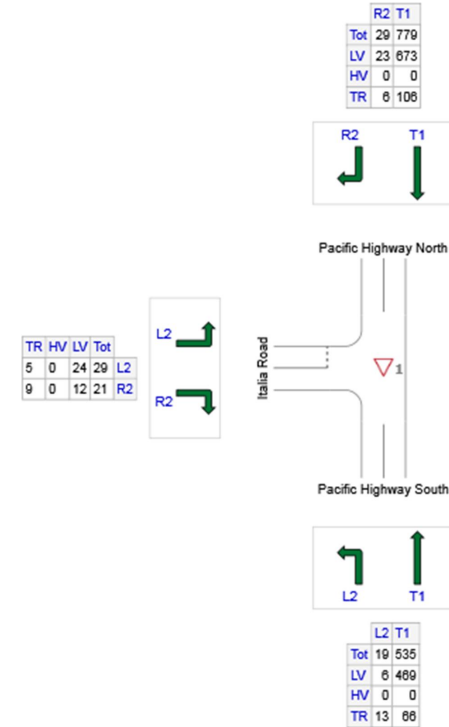 R2 T1
Tot 29 779
LV 23 673
HV 0 0
TR 6 106
R2 T1
Pacific Highway North
TR HV LV Tot
5 0 24 29 L2
9 0 12 21 R2
L2
R2
Italia Road
1
Pacific Highway South
L2 T1
L2 T1
Tot 19 535
LV 6 469
HV 0 0
TR 13 66